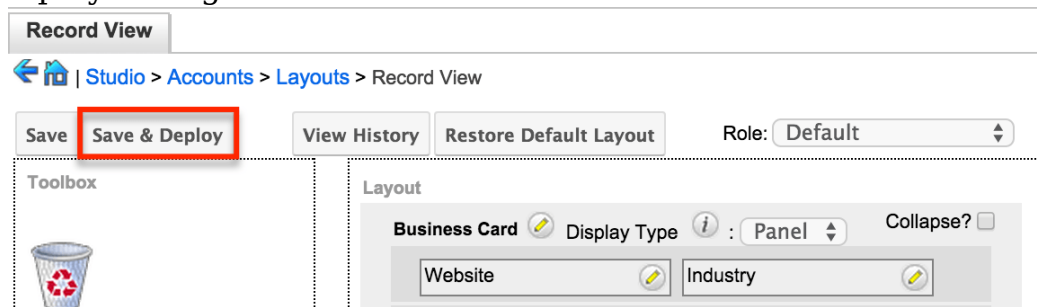 Record View
| Studio > Accounts > Layouts > Record View
Save Save & Deploy View History Restore Default Layout Role: Default
Toolbox
Layout
Business Card Display Type i : Panel Collapse?
Website Industry